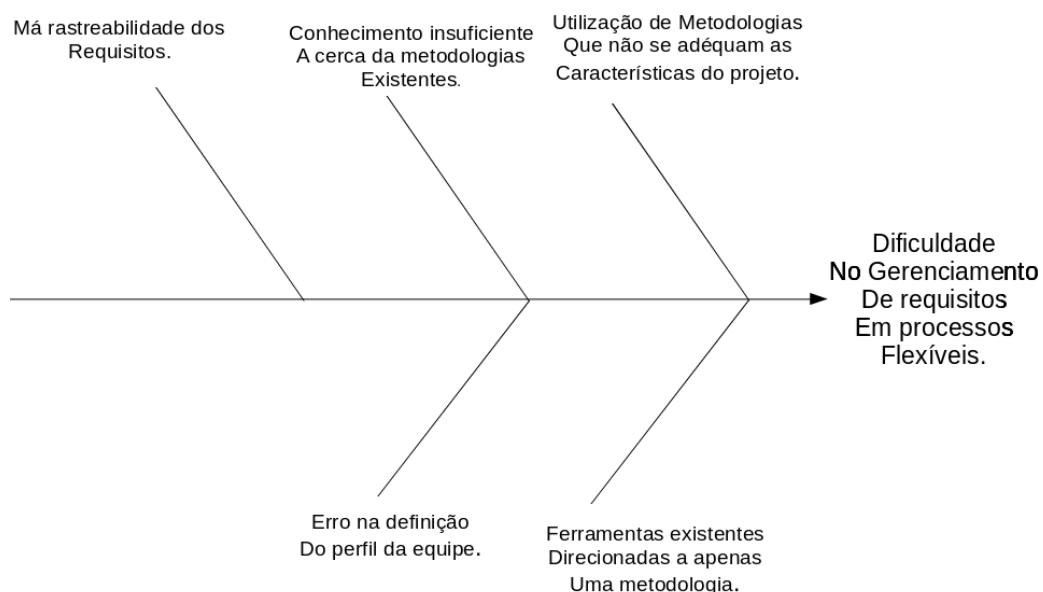 Má rastreabilidade dos
Requisitos.
Conhecimento insuficiente
A cerca da metodologias
Existentes.
Utilização de Metodologias
Que não se adéquam as
Características do projeto.
Dificuldade
No Gerenciamento
De requisitos
Em processos
Flexíveis.
Erro na definição
Do perfil da equipe.
Ferramentas existentes
Direcionadas a apenas
Uma metodologia.